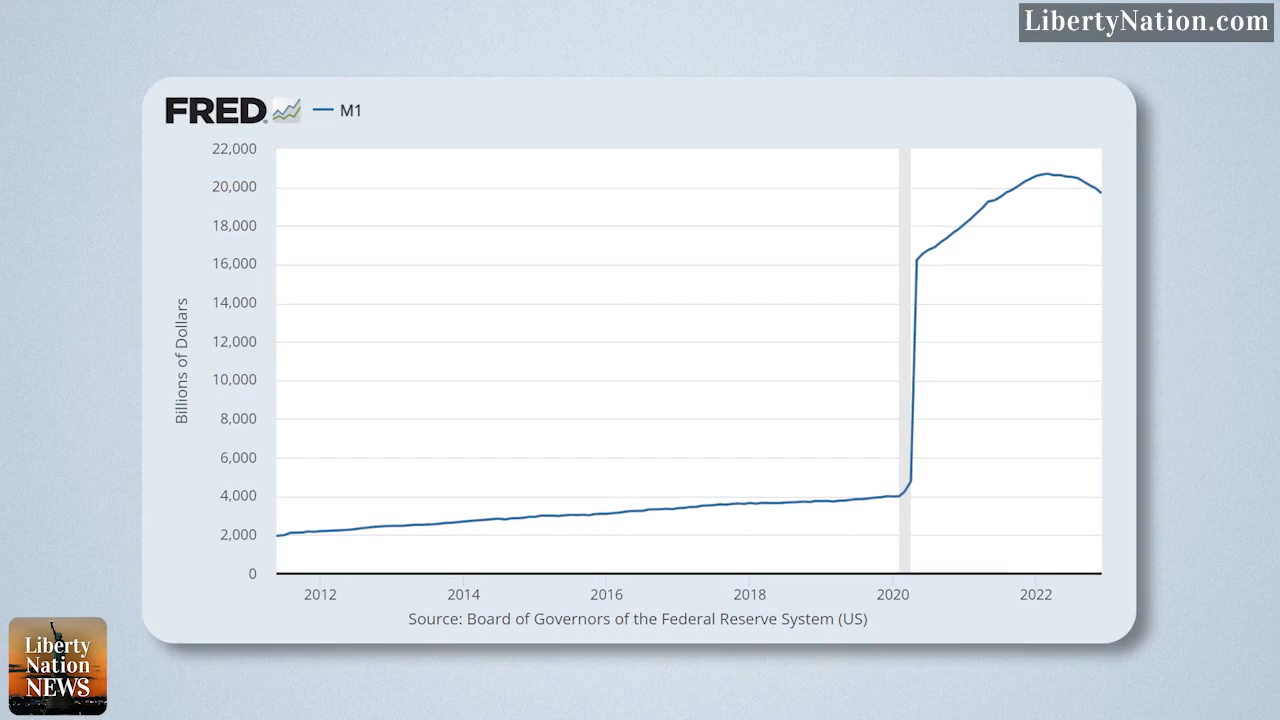 LibertyNation.com
FRED M1
22,000
20,000
18,000
16,000
14,000
12,000
10,000
8,000
6,000
4,000
2,000
0
Billions of Dollars
2012 2014 2016 2018 2020 2022
Source: Board of Governors of the Federal Reserve System (US)
Liberty
Nation
NEWS